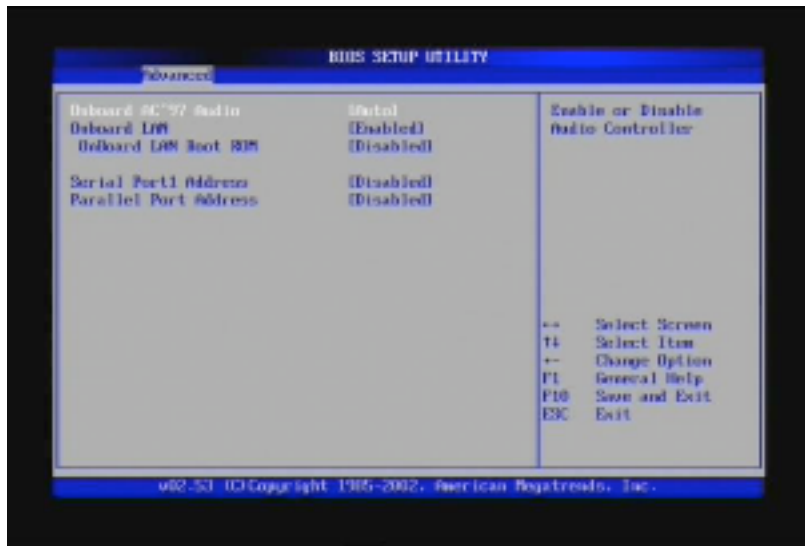 BIOS SETUP UTILITY
Advanced
Onboard AC'97 Audio [Auto]
Onboard LAN [Enabled]
OnBoard LAN Boot ROM [Disabled]
Serial Port1 Address [Disabled]
Parallel Port Address [Disabled]
Enable or Disable
Audio Controller
←→ Select Screen
↑↓ Select Item
+- Change Option
F1 General Help
F10 Save and Exit
ESC Exit
v02.53 (C)Copyright 1985-2002, American Megatrends, Inc.